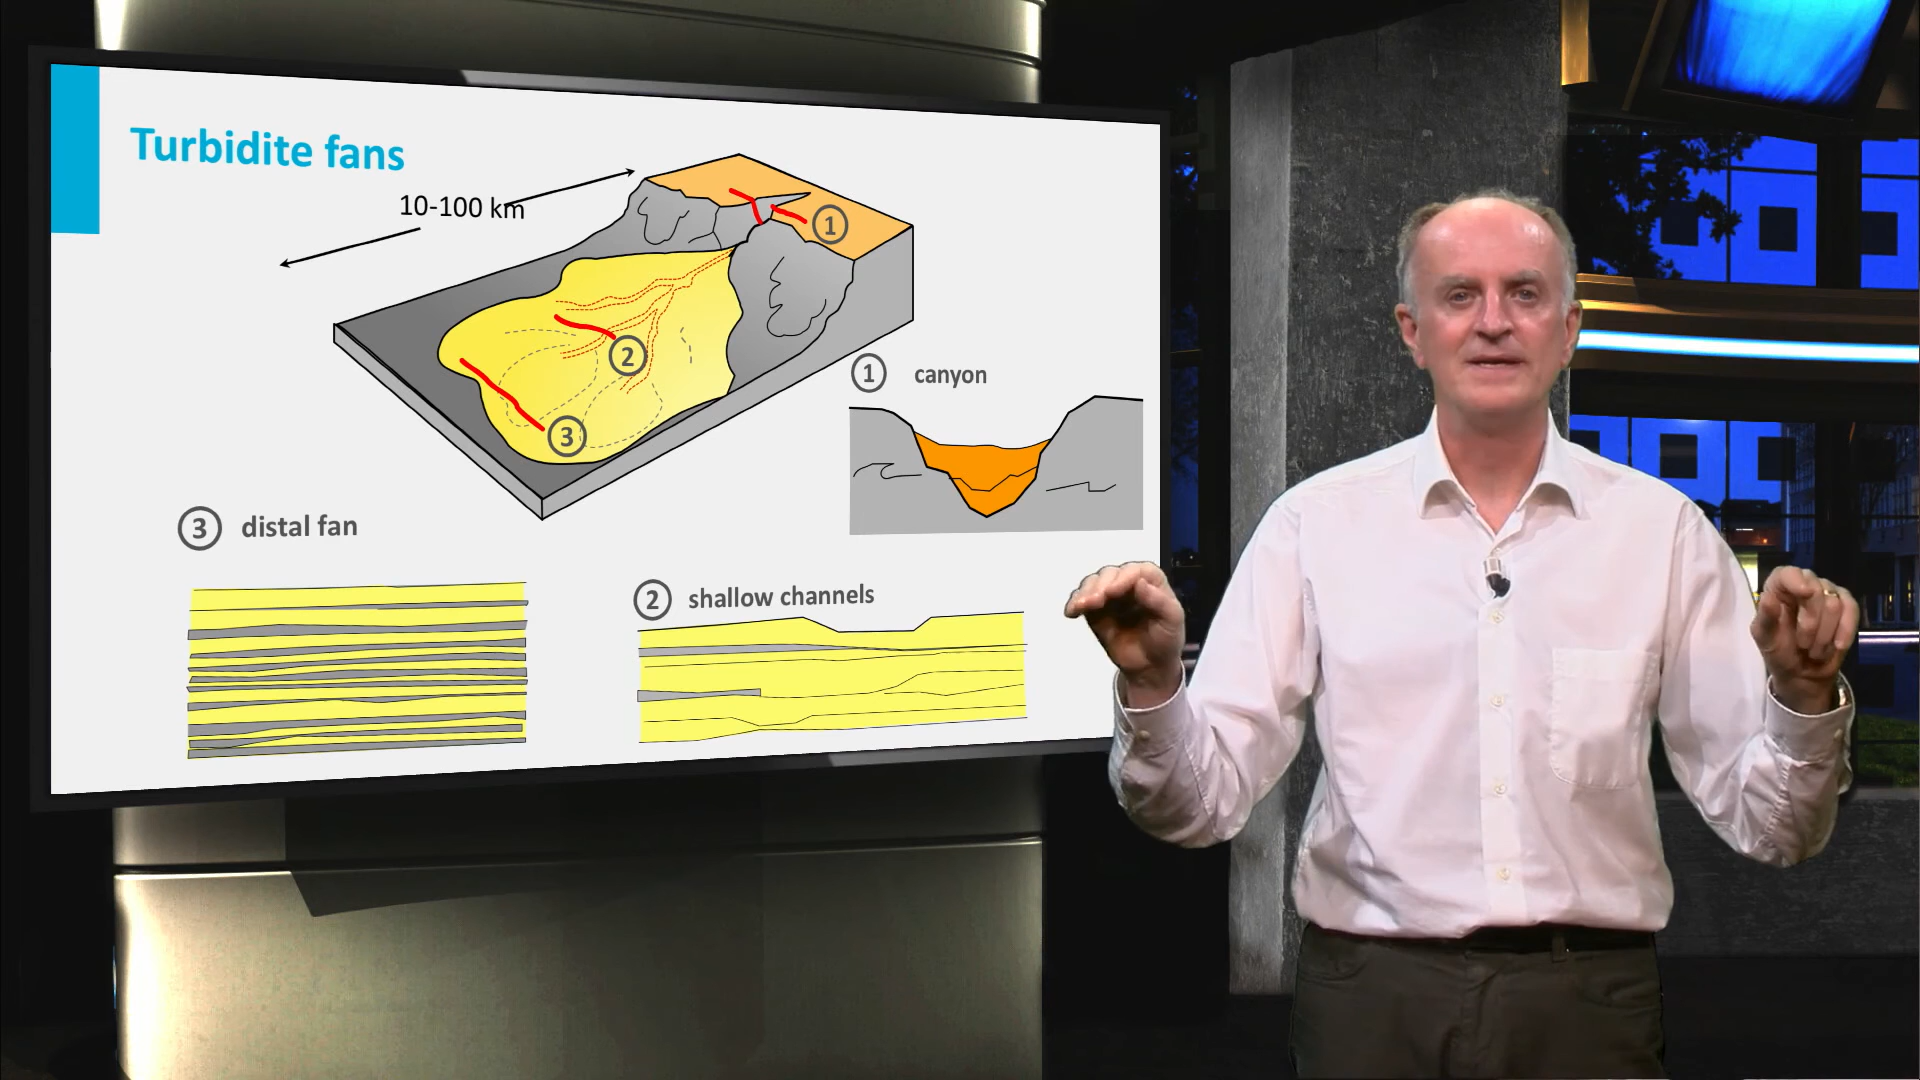 Turbidite fans
10-100 km
1
2
3
1 canyon
3 distal fan
2 shallow channels